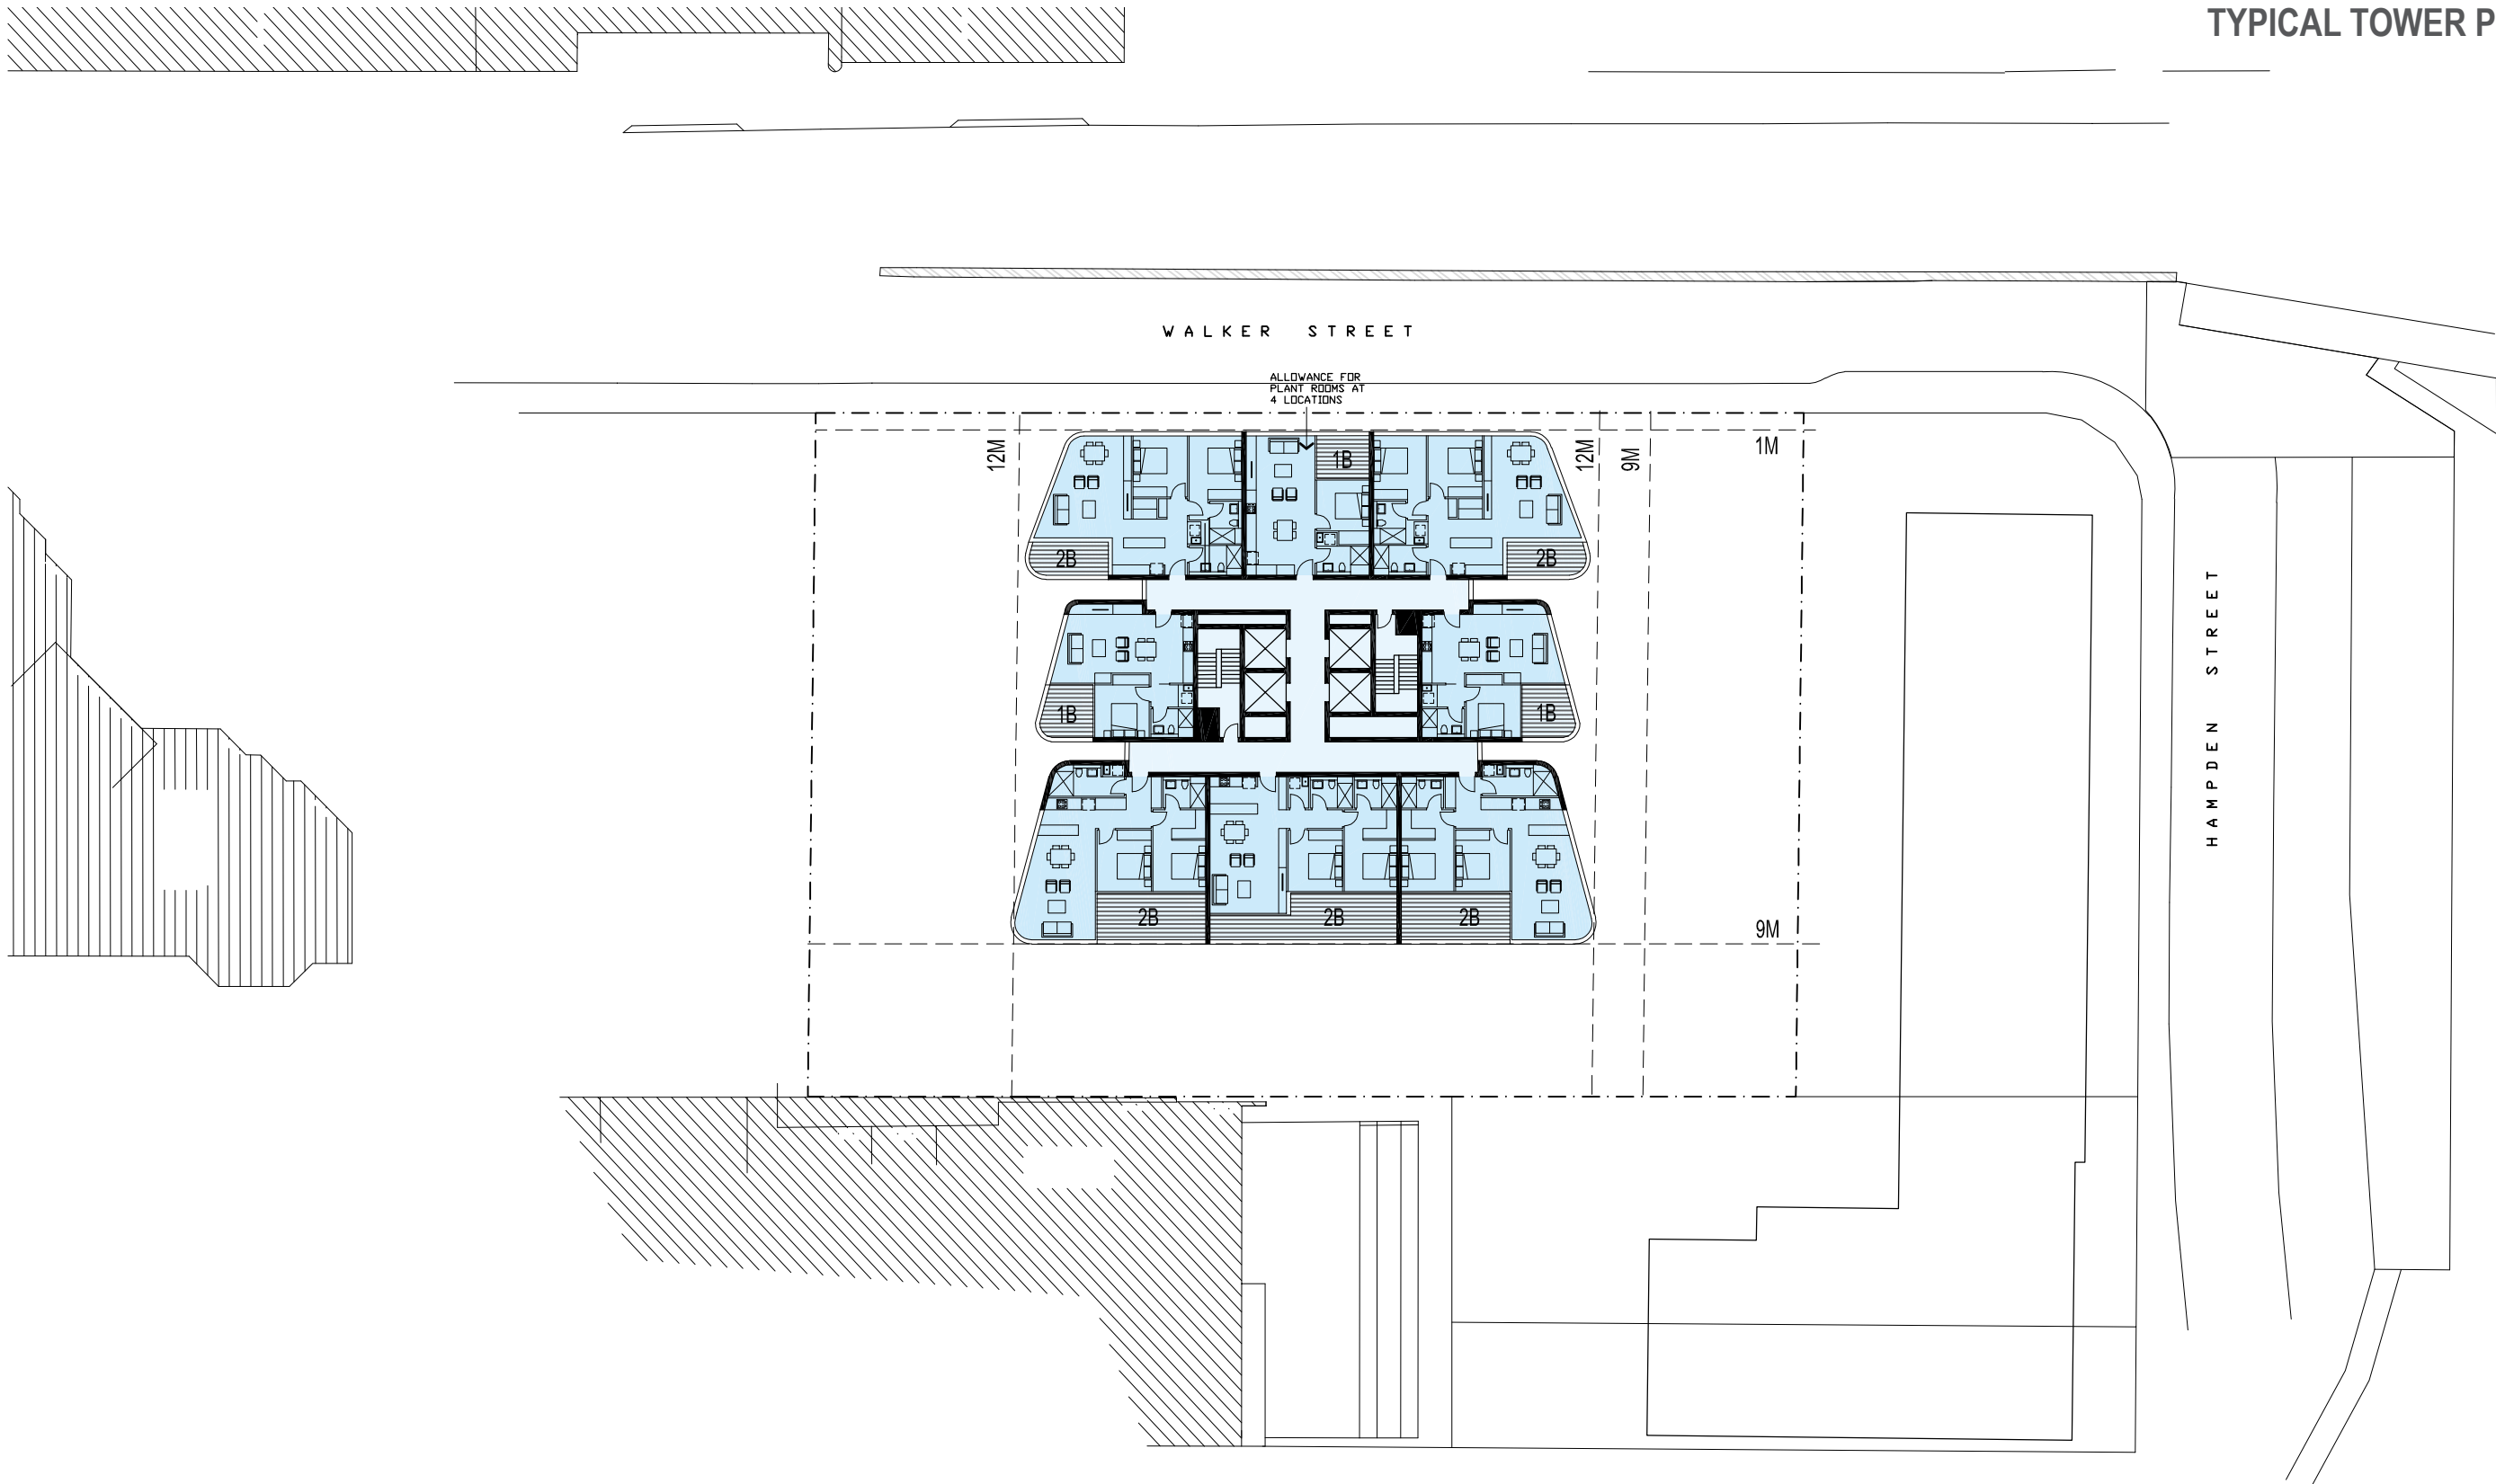 TYPICAL TOWER P
WALKER STREET
ALLOWANCE FOR
PLANT ROOMS AT
4 LOCATIONS
12M
12M
9M
1M
1B
2B
2B
1B
1B
2B
2B
2B
9M
HAMPDEN STREET